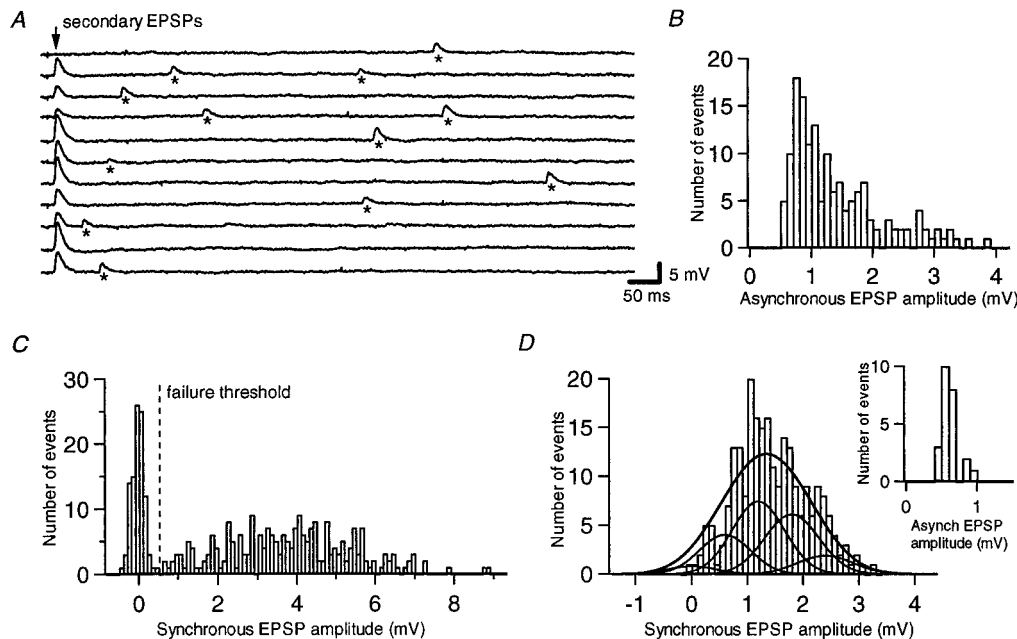 A
secondary EPSPs
*
* *
*
* *
*
*
*
*
*
*
5 mV
50 ms
B
20
15
10
5
0
Number of events
0 1 2 3 4
Asynchronous EPSP amplitude (mV)
C
30
20
10
0
Number of events
failure threshold
0 2 4 6 8
Synchronous EPSP amplitude (mV)
D
20
15
10
5
0
Number of events
-1 0 1 2 3 4
Synchronous EPSP amplitude (mV)
10
5
0
Number of events
0 1
Asynch EPSP
amplitude (mV)